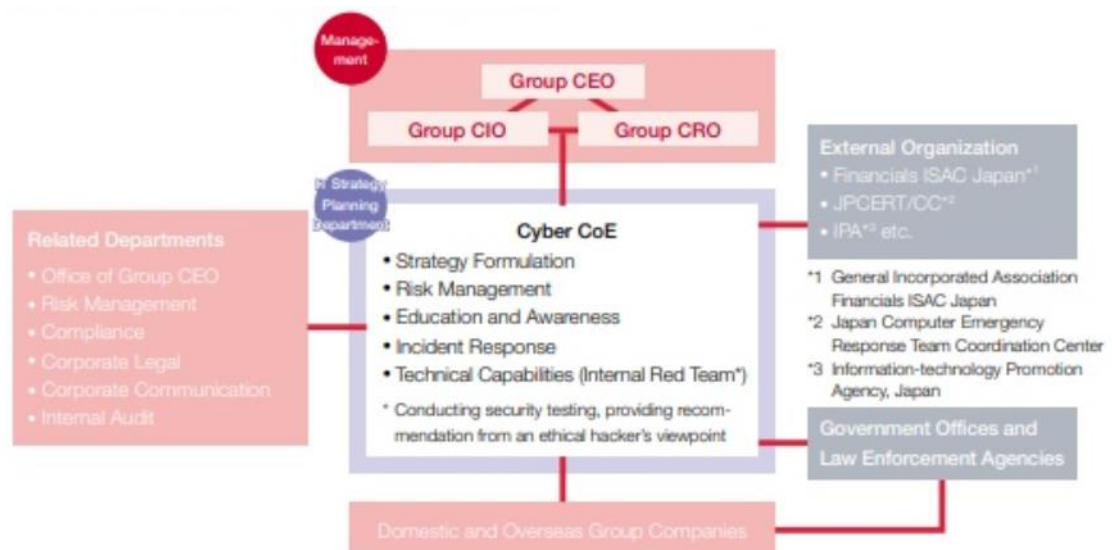 Manage-
ment
Group CEO
Group CIO
Group CRO
IT Strategy
Planning
Department
Cyber CoE
• Strategy Formulation
• Risk Management
• Education and Awareness
• Incident Response
• Technical Capabilities (Internal Red Team*)
* Conducting security testing, providing recom-
mendation from an ethical hacker's viewpoint
Related Departments
• Office of Group CEO
• Risk Management
• Compliance
• Corporate Legal
• Corporate Communication
• Internal Audit
External Organization
• Financials ISAC Japan*1
• JPCERT/CC*2
• IPA*3 etc.
*1 General Incorporated Association
Financials ISAC Japan
*2 Japan Computer Emergency
Response Team Coordination Center
*3 Information-technology Promotion
Agency, Japan
Government Offices and
Law Enforcement Agencies
Domestic and Overseas Group Companies